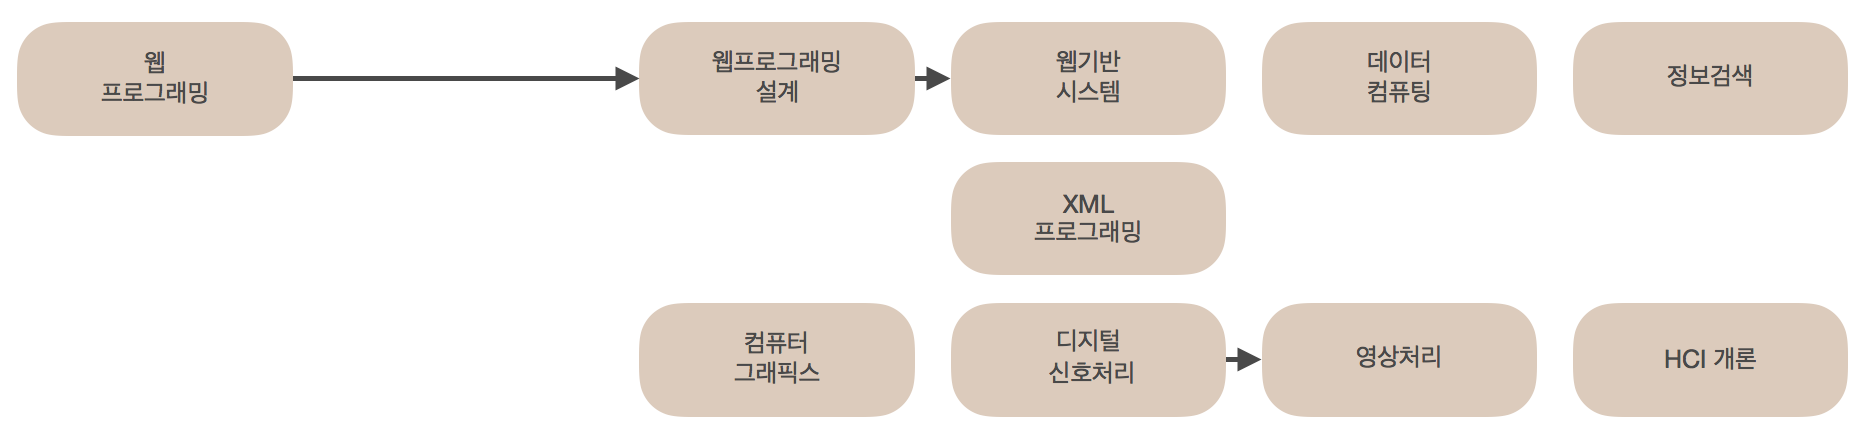 웹
프로그래밍
웹프로그래밍
설계
웹기반
시스템
데이터
컴퓨팅
정보검색
XML
프로그래밍
컴퓨터
그래픽스
디지털
신호처리
영상처리
HCI 개론